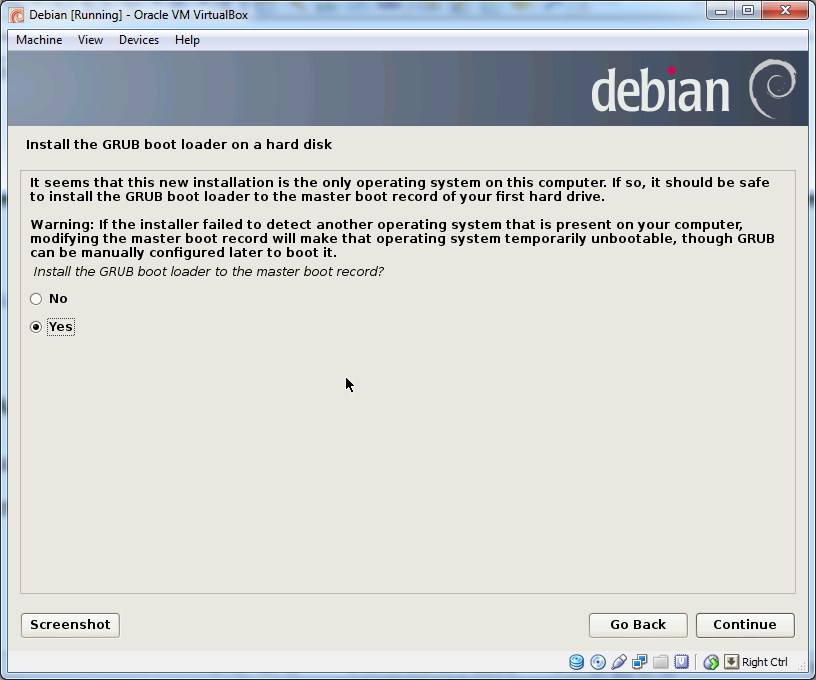 Debian [Running] - Oracle VM VirtualBox
Machine View Devices Help
debian
Install the GRUB boot loader on a hard disk
It seems that this new installation is the only operating system on this computer. If so, it should be safe
to install the GRUB boot loader to the master boot record of your first hard drive.
Warning: If the installer failed to detect another operating system that is present on your computer,
modifying the master boot record will make that operating system temporarily unbootable, though GRUB
can be manually configured later to boot it.
Install the GRUB boot loader to the master boot record?
No
Yes
Screenshot Go Back Continue
Right Ctrl